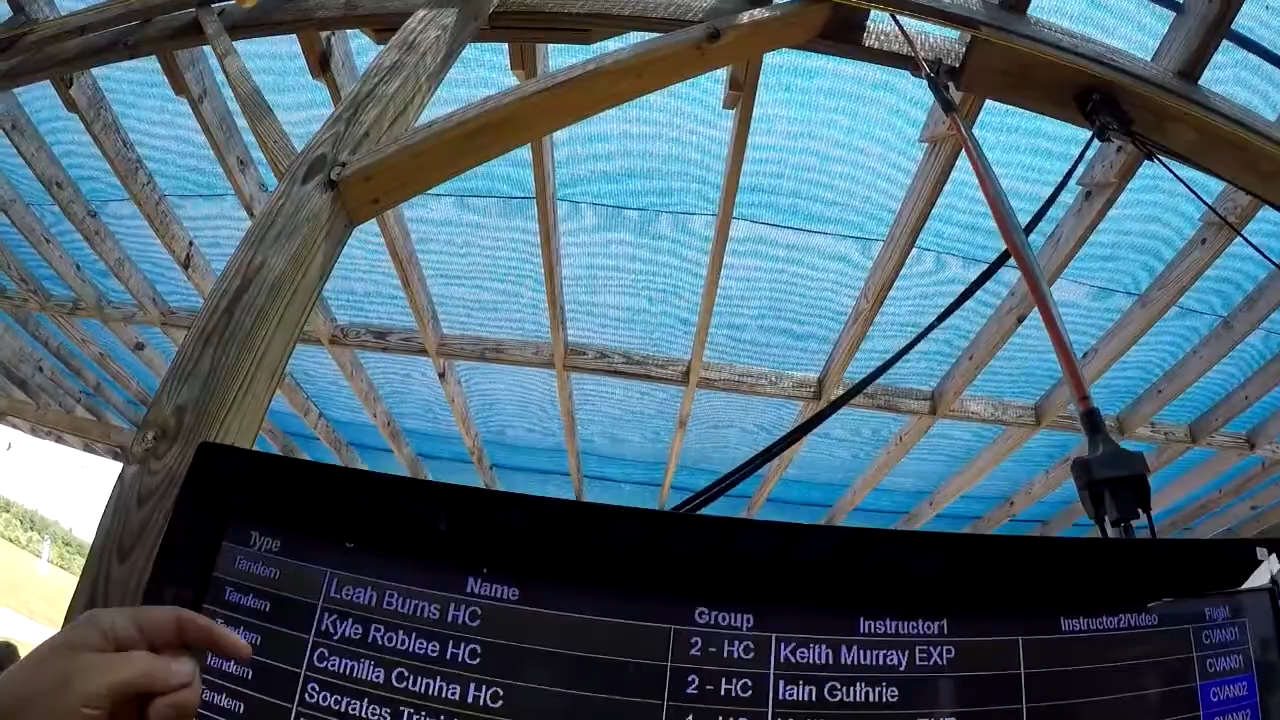 Type Name Group Instructor1 Instructor2/Video Flight
Tandem Leah Burns HC 2 - HC Keith Murray EXP CVAN01
Tandem Kyle Roblee HC 2 - HC Iain Guthrie CVAN01
Tandem Camilia Cunha HC CVAN02
Tandem Socrates
Tandem